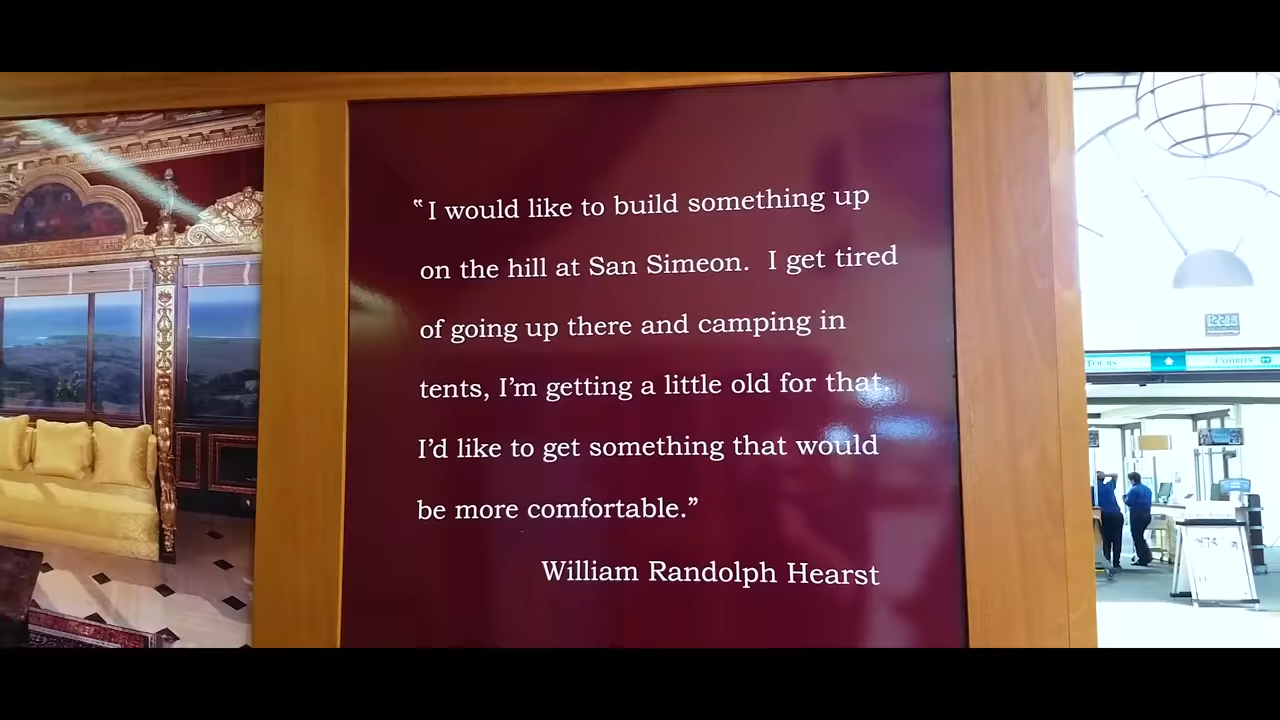 “I would like to build something up
on the hill at San Simeon. I get tired
of going up there and camping in
tents, I’m getting a little old for that.
I’d like to get something that would
be more comfortable.”
William Randolph Hearst
TOURS
EXHIBITS